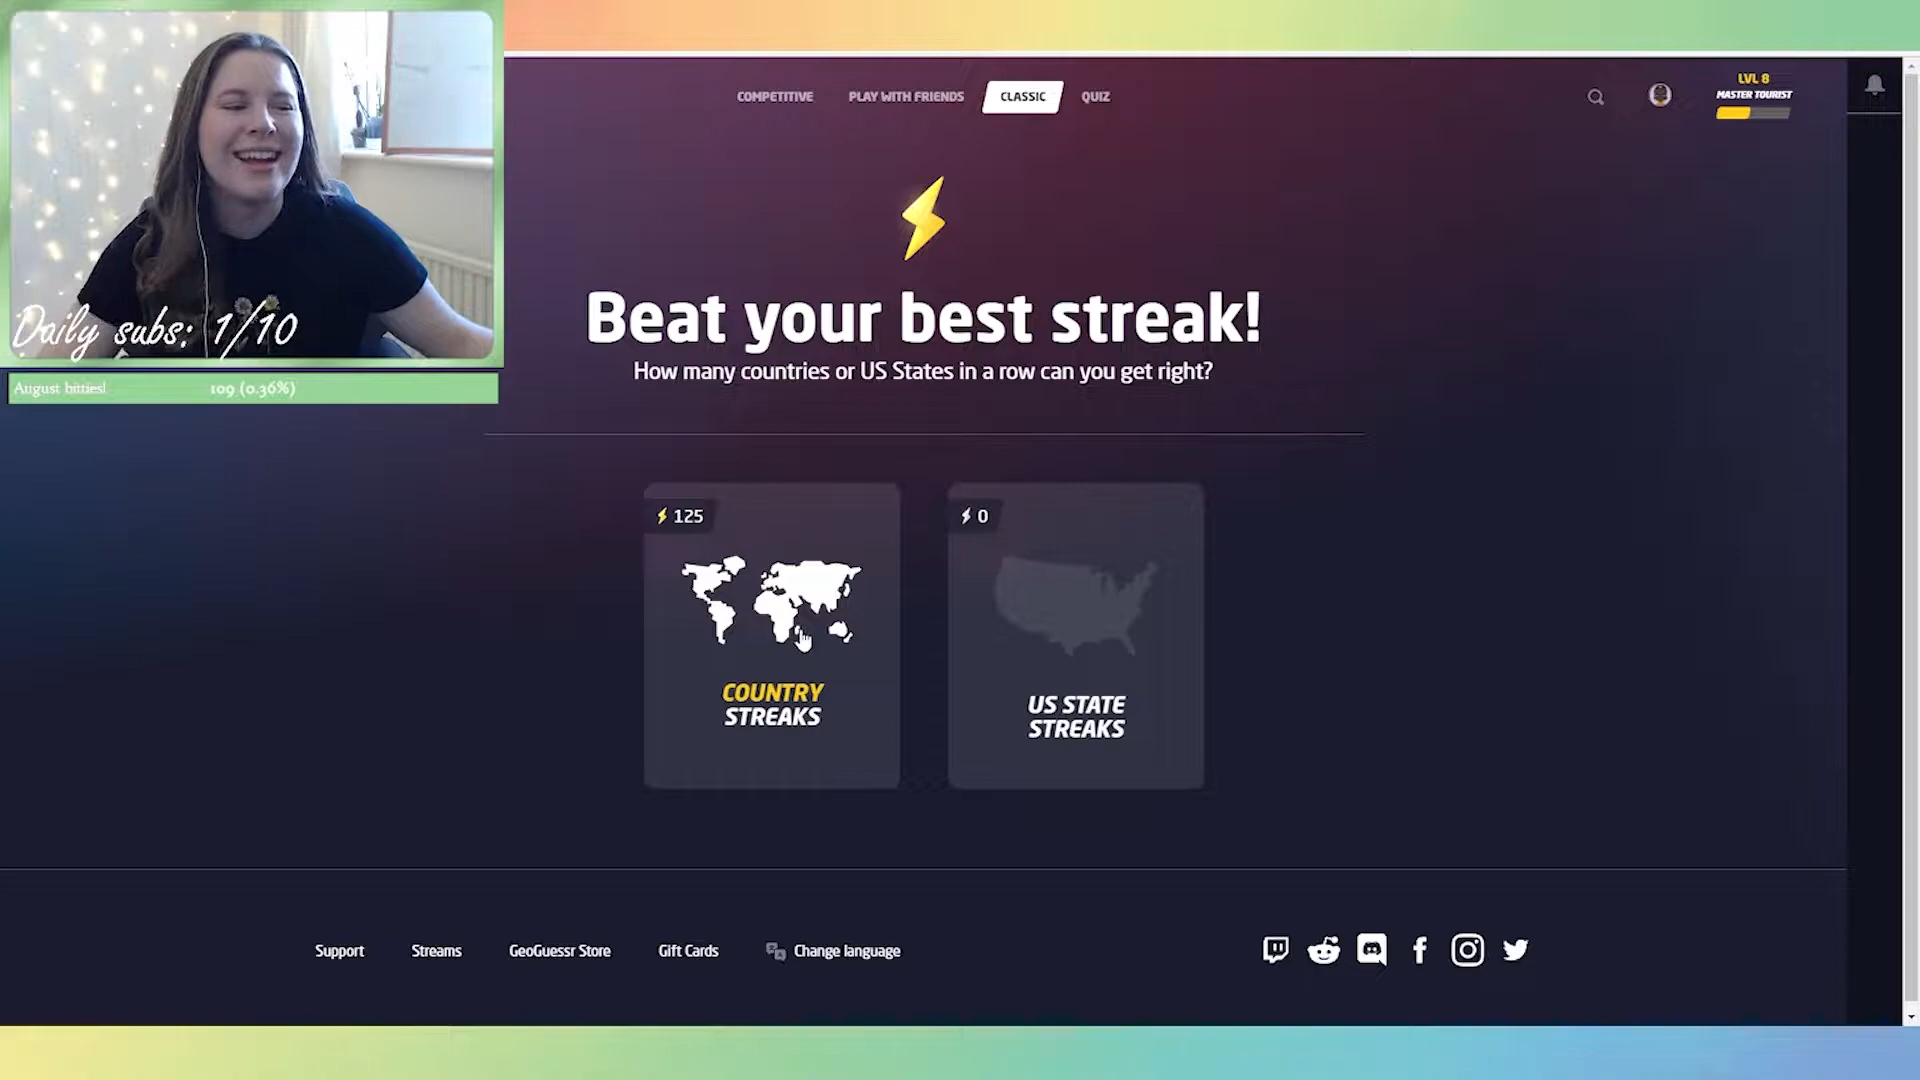 COMPETITIVE
PLAY WITH FRIENDS
CLASSIC
QUIZ
LVL 8
MASTER TOURIST
Daily subs: 1/10
August bitties! 109 (0.36%)
Beat your best streak!
How many countries or US States in a row can you get right?
125
COUNTRY
STREAKS
0
US STATE
STREAKS
Support
Streams
GeoGuessr Store
Gift Cards
Change language